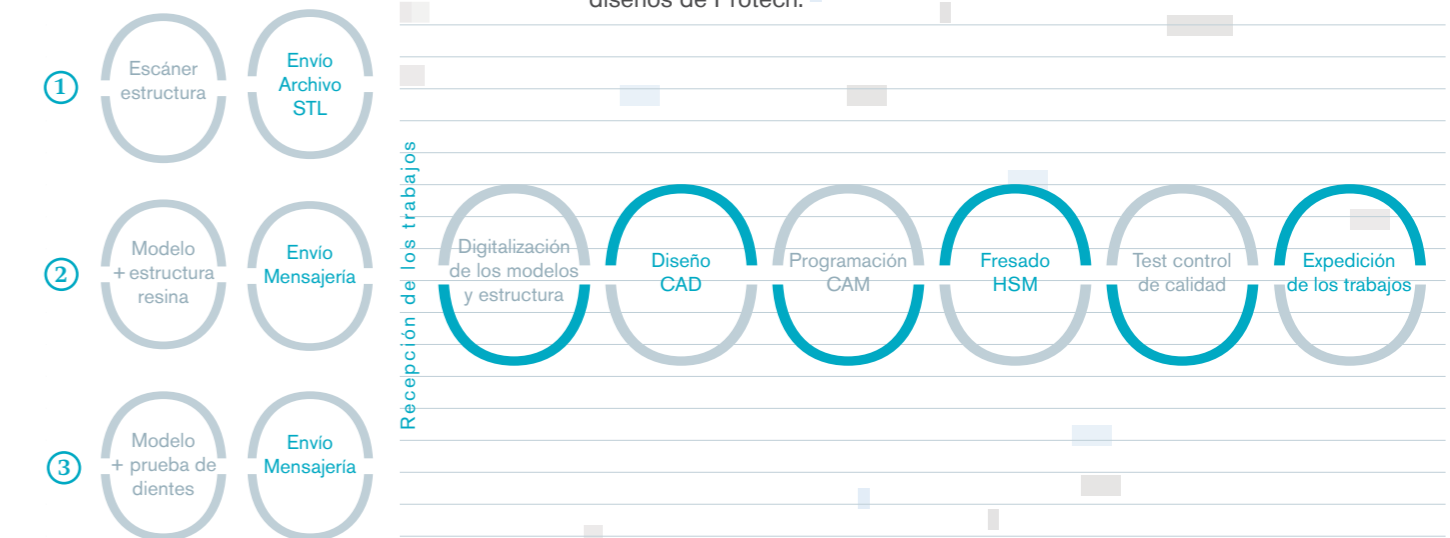 diseños de Protech.
1
Escáner
estructura
Envío
Archivo
STL
2
Modelo
+ estructura
resina
Envío
Mensajería
3
Modelo
+ prueba de
dientes
Envío
Mensajería
Recepción de los trabajos
Digitalización
de los modelos
y estructura
Diseño
CAD
Programación
CAM
Fresado
HSM
Test control
de calidad
Expedición
de los trabajos